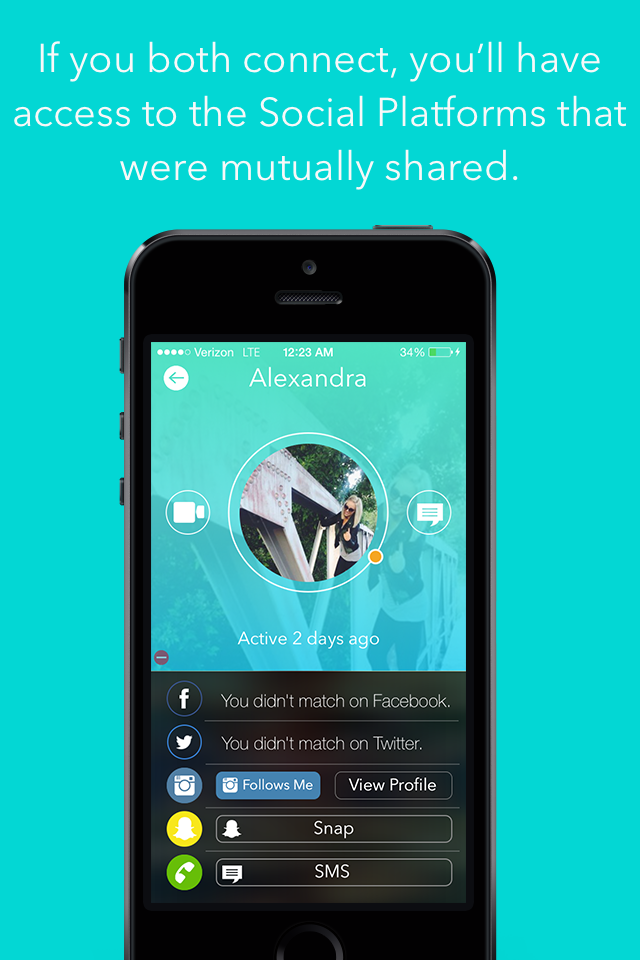 If you both connect, you’ll have
access to the Social Platforms that
were mutually shared.
Verizon LTE 12:23 AM 34%
Alexandra
Active 2 days ago
You didn't match on Facebook.
You didn't match on Twitter.
Follows Me View Profile
Snap
SMS